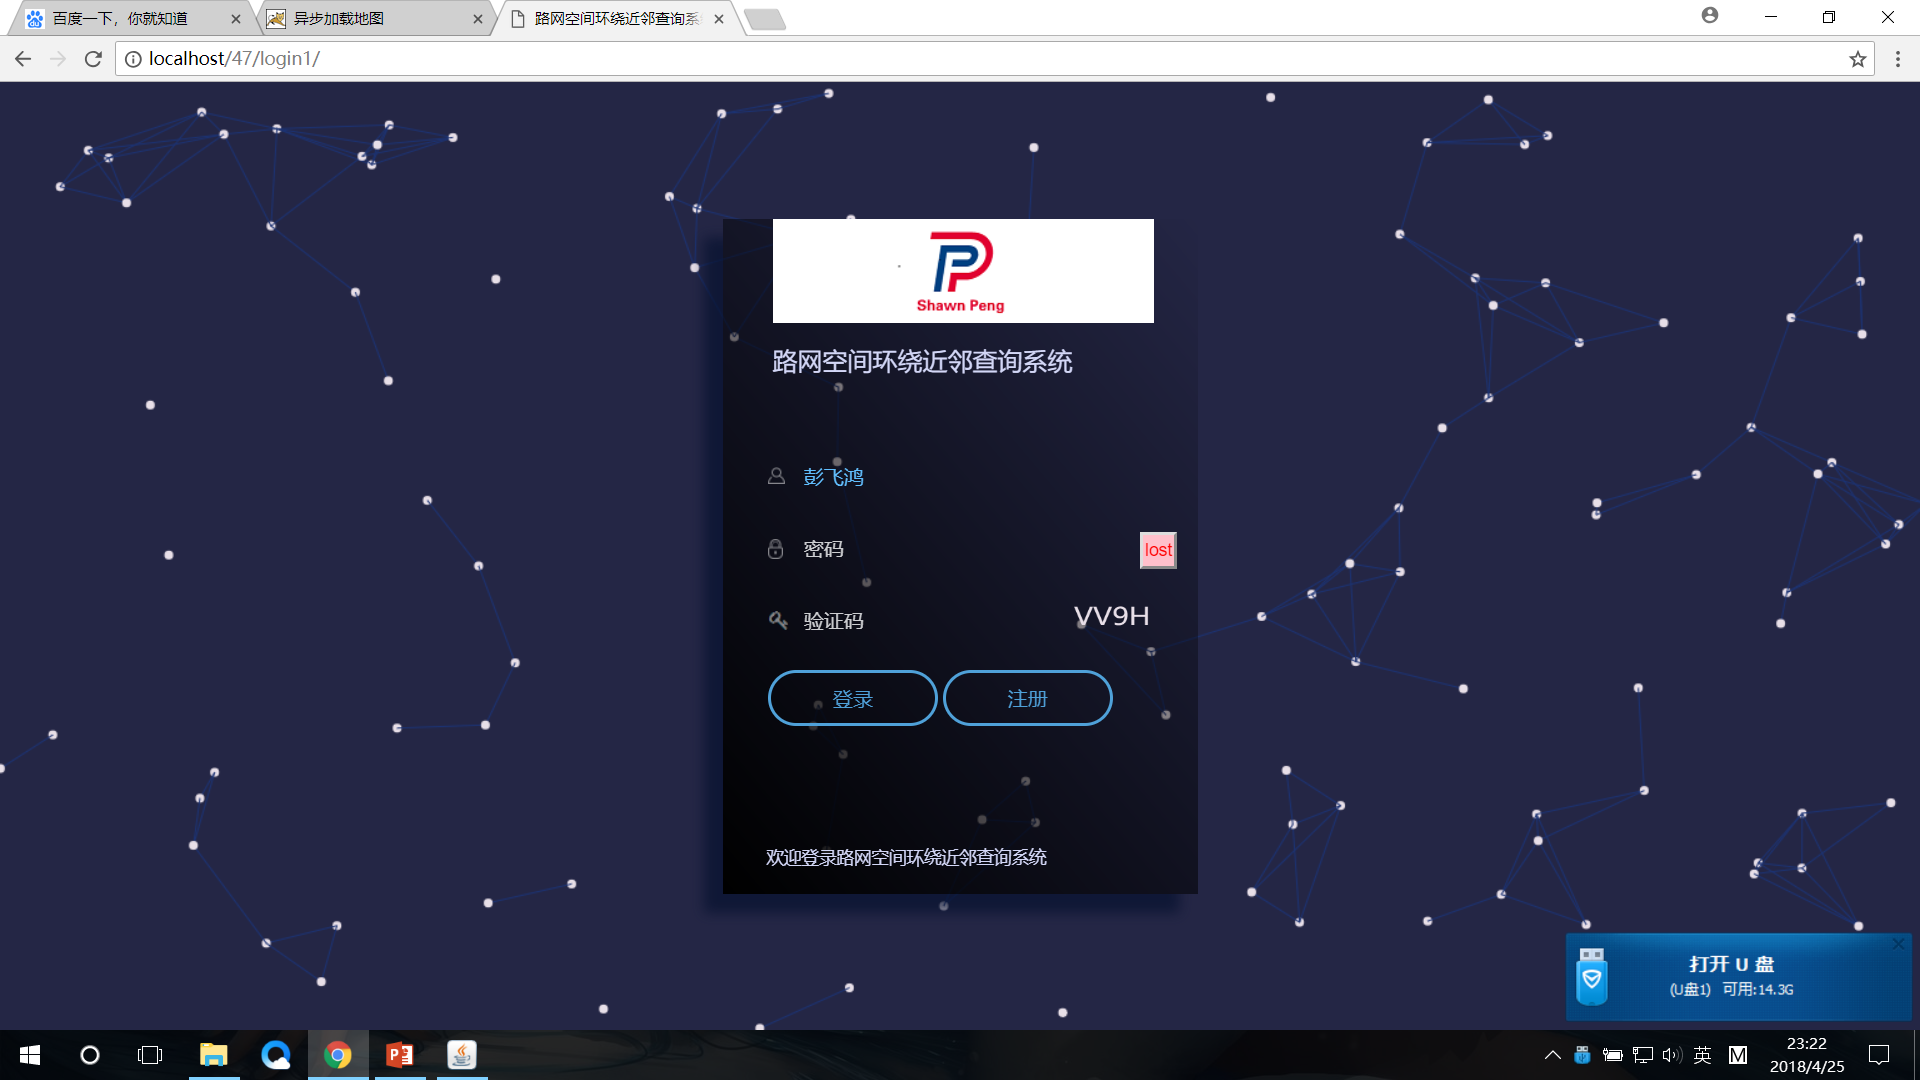 百度一下，你就知道
异步加载地图
路网空间环绕近邻查询系
localhost/47/login1/
Shawn Peng
路网空间环绕近邻查询系统
彭飞鸿
密码
lost
验证码
VV9H
登录
注册
欢迎登录路网空间环绕近邻查询系统
打开 U 盘
(U盘1) 可用:14.3G
英
M
23:22
2018/4/25